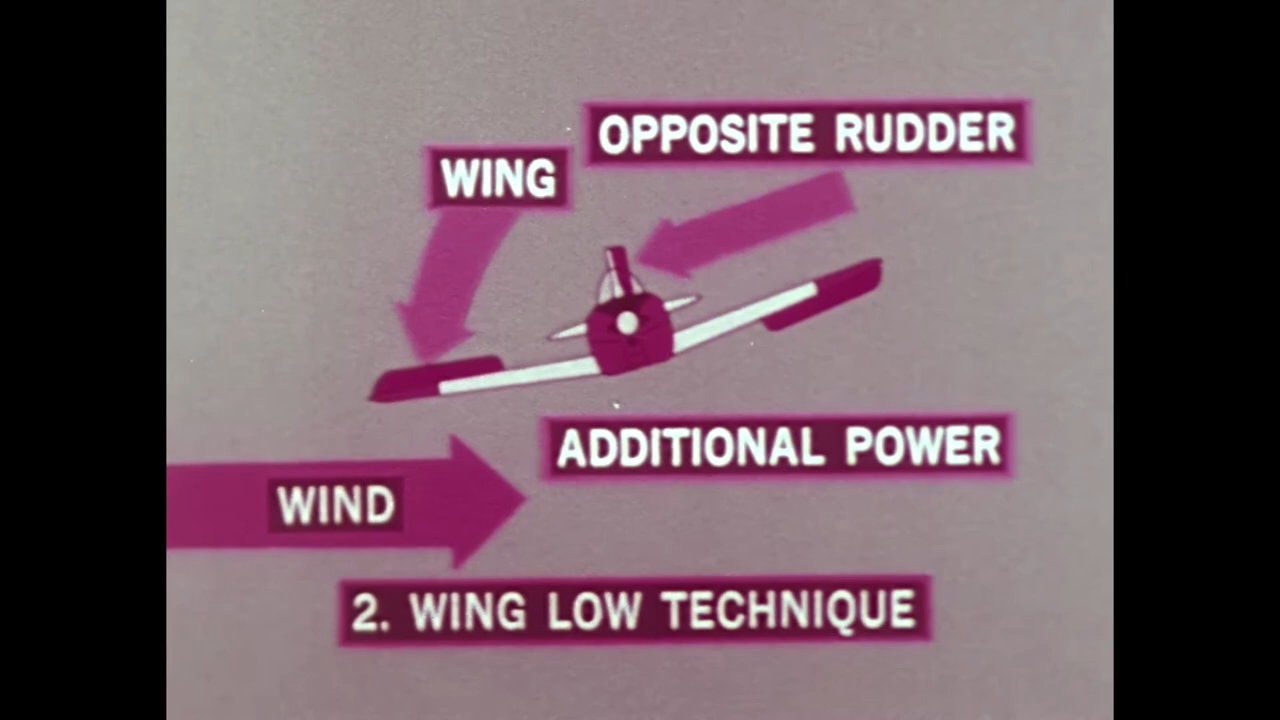 OPPOSITE RUDDER
WING
ADDITIONAL POWER
WIND
2. WING LOW TECHNIQUE